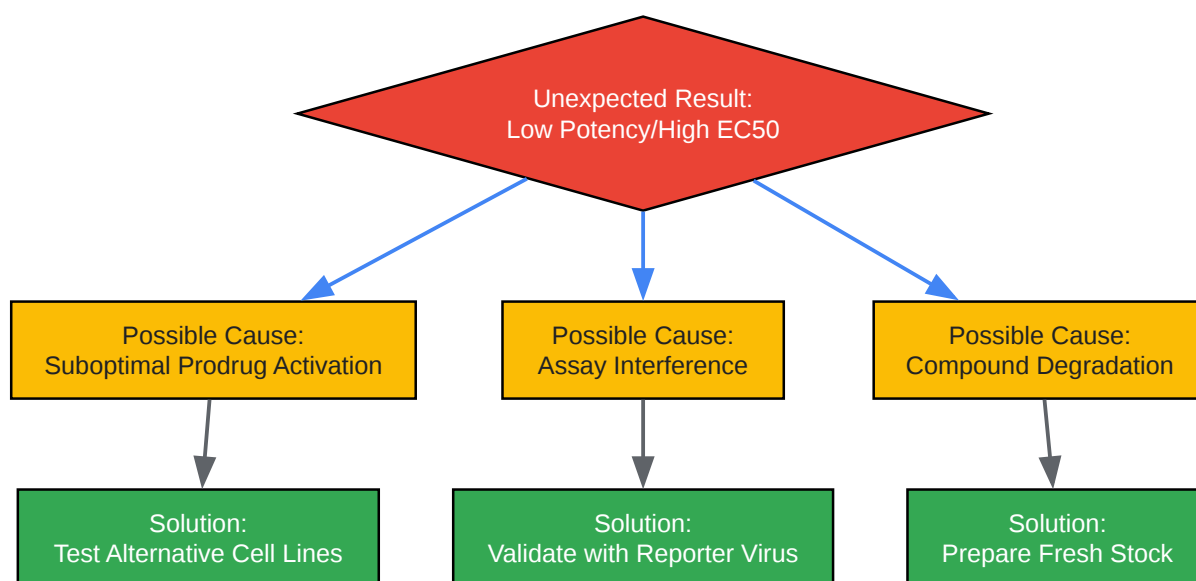 Unexpected Result:
Low Potency/High EC50
Possible Cause:
Suboptimal Prodrug Activation
Possible Cause:
Assay Interference
Possible Cause:
Compound Degradation
Solution:
Test Alternative Cell Lines
Solution:
Validate with Reporter Virus
Solution:
Prepare Fresh Stock